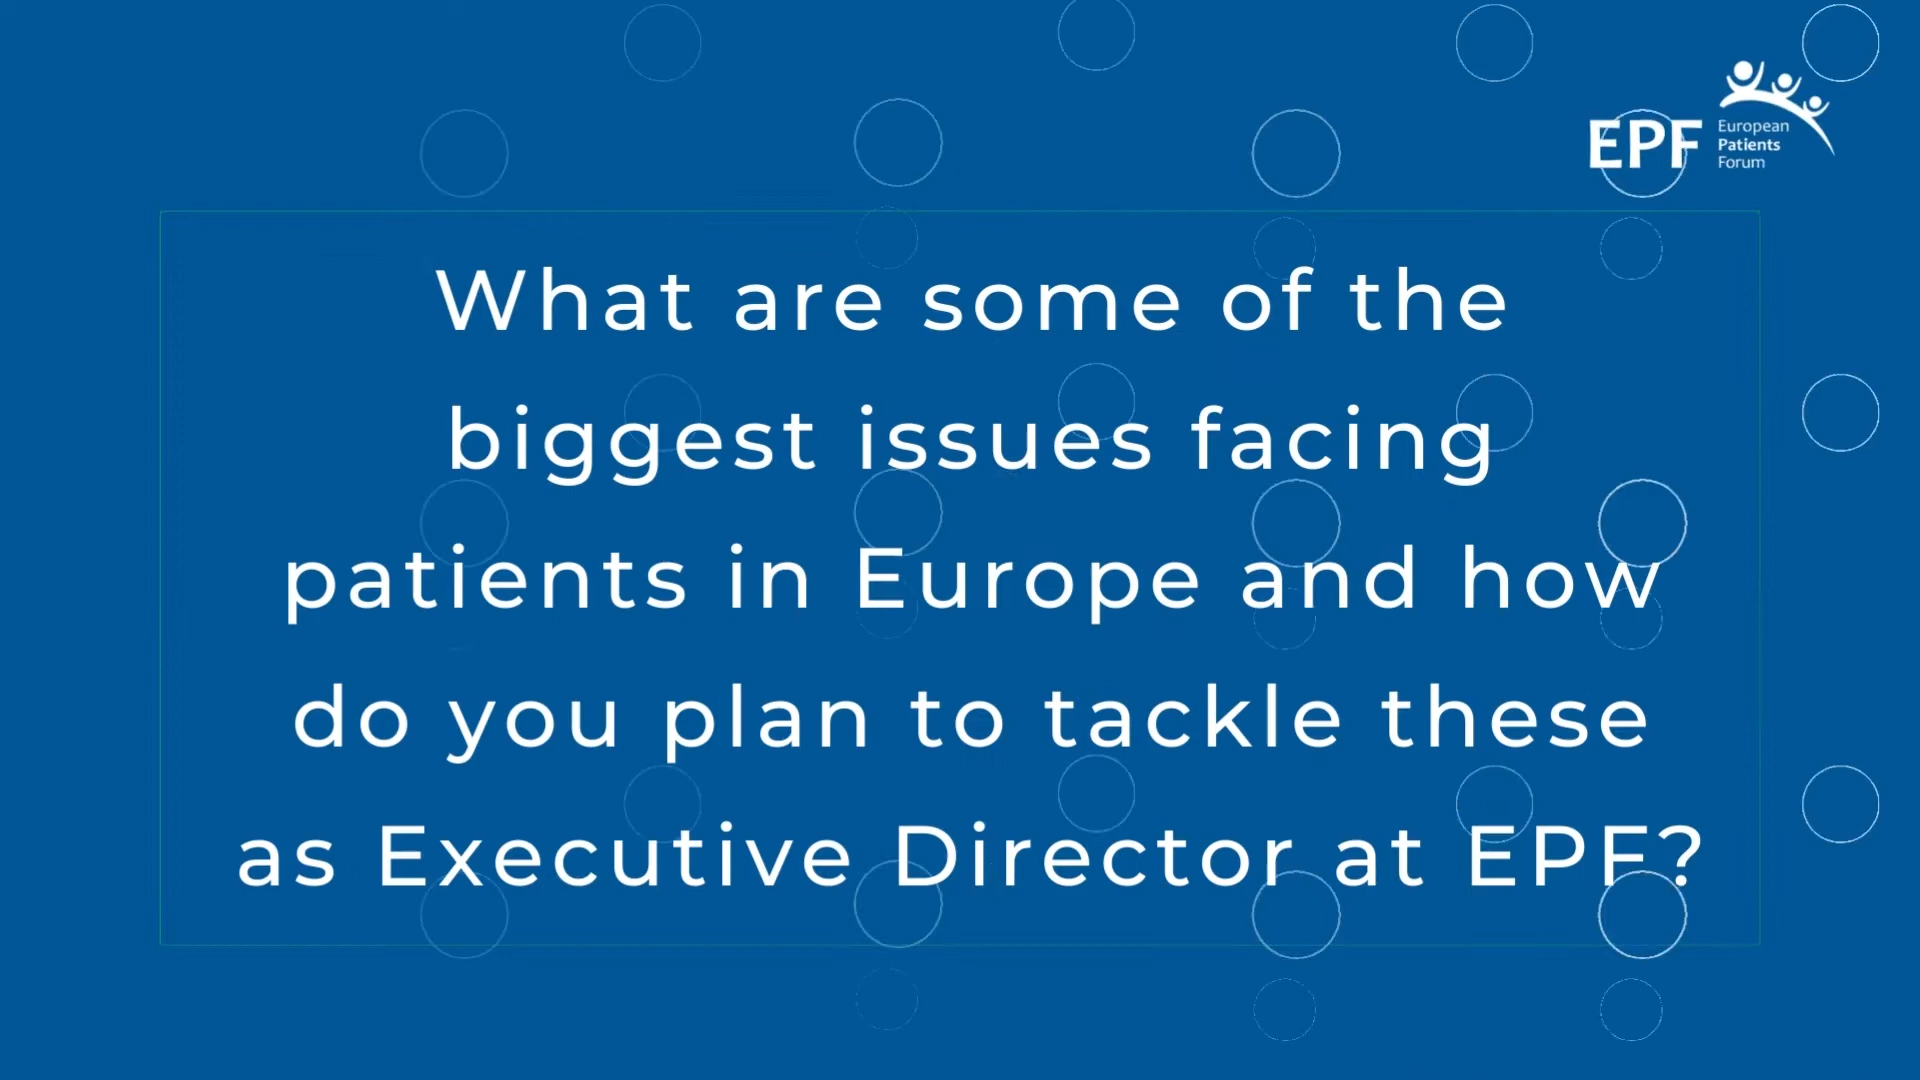 EPF
European
Patients
Forum
What are some of the
biggest issues facing
patients in Europe and how
do you plan to tackle these
as Executive Director at EPF?